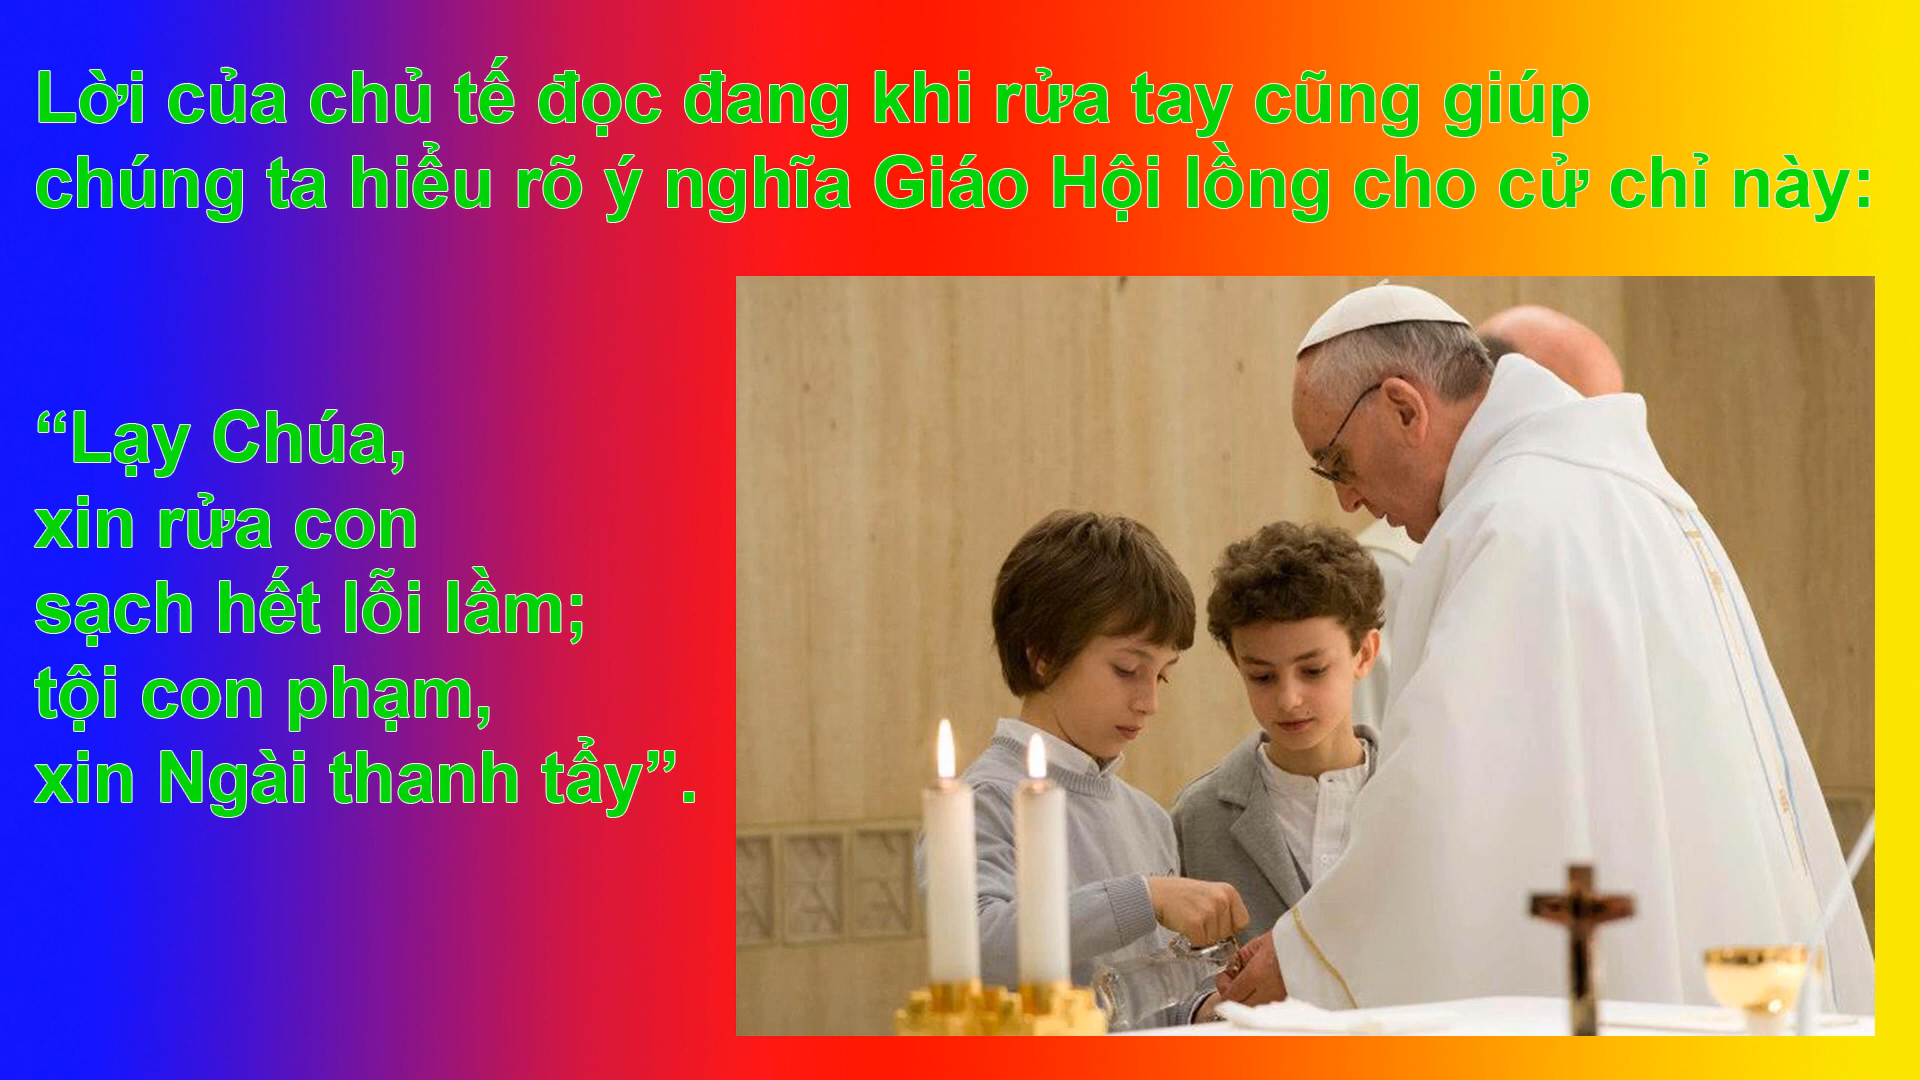 Lời của chủ tế đọc đang khi rửa tay cũng giúp
chúng ta hiểu rõ ý nghĩa Giáo Hội lồng cho cử chỉ này:
“Lạy Chúa,
xin rửa con
sạch hết lỗi lầm;
tội con phạm,
xin Ngài thanh tẩy”.